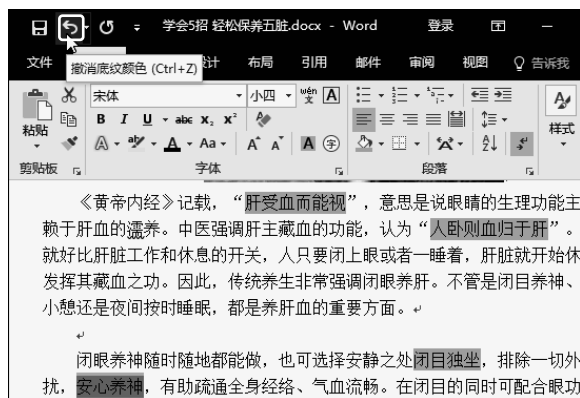 学会5招 轻松保养五脏.docx - Word 登录
文件 设计 布局 引用 邮件 审阅 视图 告诉我
撤消底纹颜色 (Ctrl+Z)
宋体 小四 wén 文 A
粘贴 B I U abc X₂ X² 样式
A aby A Aa A A A 字
剪贴板 字体 段落
《黄帝内经》记载，“肝受血而能视”，意思是说眼睛的生理功能主
赖于肝血的濡养。中医强调肝主藏血的功能，认为“人卧则血归于肝”。
就好比肝脏工作和休息的开关，人只要闭上眼或者一睡着，肝脏就开始休
发挥其藏血之功。因此，传统养生非常强调闭眼养肝。不管是闭目养神、
小憩还是夜间按时睡眠，都是养肝血的重要方面。
闭眼养神随时随地都能做，也可选择安静之处闭目独坐，排除一切外
扰，安心养神，有助疏通全身经络、气血流畅。在闭目的同时可配合眼功